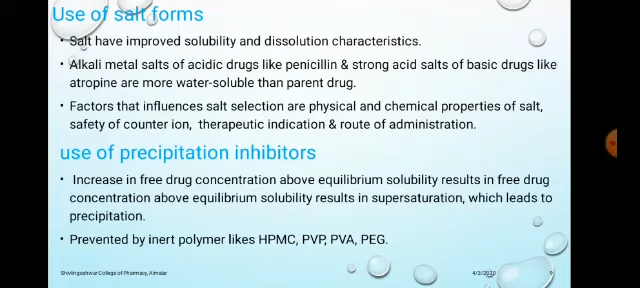 Use of salt forms
• Salt have improved solubility and dissolution characteristics.
• Alkali metal salts of acidic drugs like penicillin & strong acid salts of basic drugs like
atropine are more water-soluble than parent drug.
• Factors that influences salt selection are physical and chemical properties of salt,
safety of counter ion, therapeutic indication & route of administration.
use of precipitation inhibitors
• Increase in free drug concentration above equilibrium solubility results in free drug
concentration above equilibrium solubility results in supersaturation, which leads to
precipitation.
• Prevented by inert polymer likes HPMC, PVP, PVA, PEG.
Shivlingeshwar College of Pharmacy, Almalar
4/3/2020
9